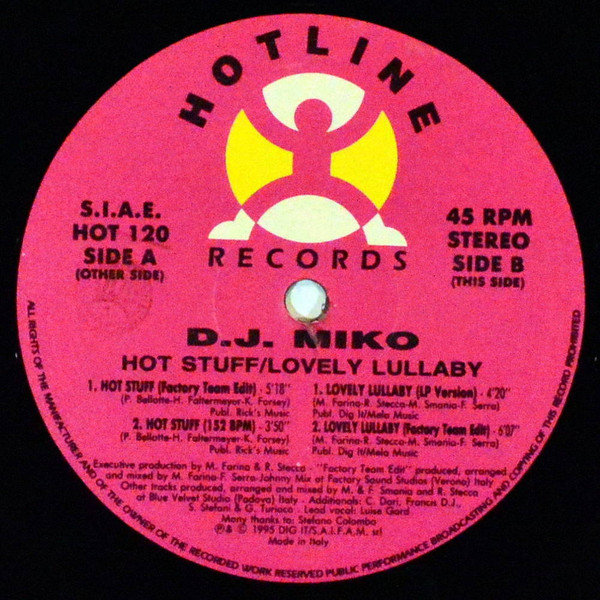 HOTLINE
RECORDS
S.I.A.E.
HOT 120
SIDE A
(OTHER SIDE)
45 RPM
STEREO
SIDE B
(THIS SIDE)
D.J. MIKO
HOT STUFF/LOVELY LULLABY
1. HOT STUFF (Factory Team Edit) - 5'18"
(P. Bellotte-H. Faltermeyer-K. Forsey)
Publ. Rick's Music
2. HOT STUFF (152 BPM) - 3'50"
(P. Bellotte-H. Faltermeyer-K. Forsey)
Publ. Rick's Music
1. LOVELY LULLABY (LP Version) - 4'20"
(M. Farina-R. Stecca-M. Smania-F. Serra)
Publ. Dig It/Melo Music
2. LOVELY LULLABY (Factory Team Edit) - 6'07"
(M. Farina-R. Stecca-M. Smania-F. Serra)
Publ. Dig It/Melo Music
Executive production by M. Farina & R. Stecca - "Factory Team Edit" produced, arranged
and mixed by M. Farina-F. Serra-Johnny Mix at Factory Sound Studios (Verona) Italy
Other tracks produced, arranged and mixed by M. & F. Smania and R. Stecca
at Blue Velvet Studio (Padova) Italy - Additionals: C. Dori, Francis D.J.,
S. Stefani & G. Turiaco - Lead vocal: Luise Gard
Many thanks to: Stefano Colombo
℗ & © 1995 DIG IT/S.A.I.F.A.M. srl
Made in Italy
ALL RIGHTS OF THE MANUFACTURER AND OF THE OWNER OF THE RECORDED WORK RESERVED PUBLIC PERFORMANCE BROADCASTING AND COPYING OF THIS RECORD PROHIBITED